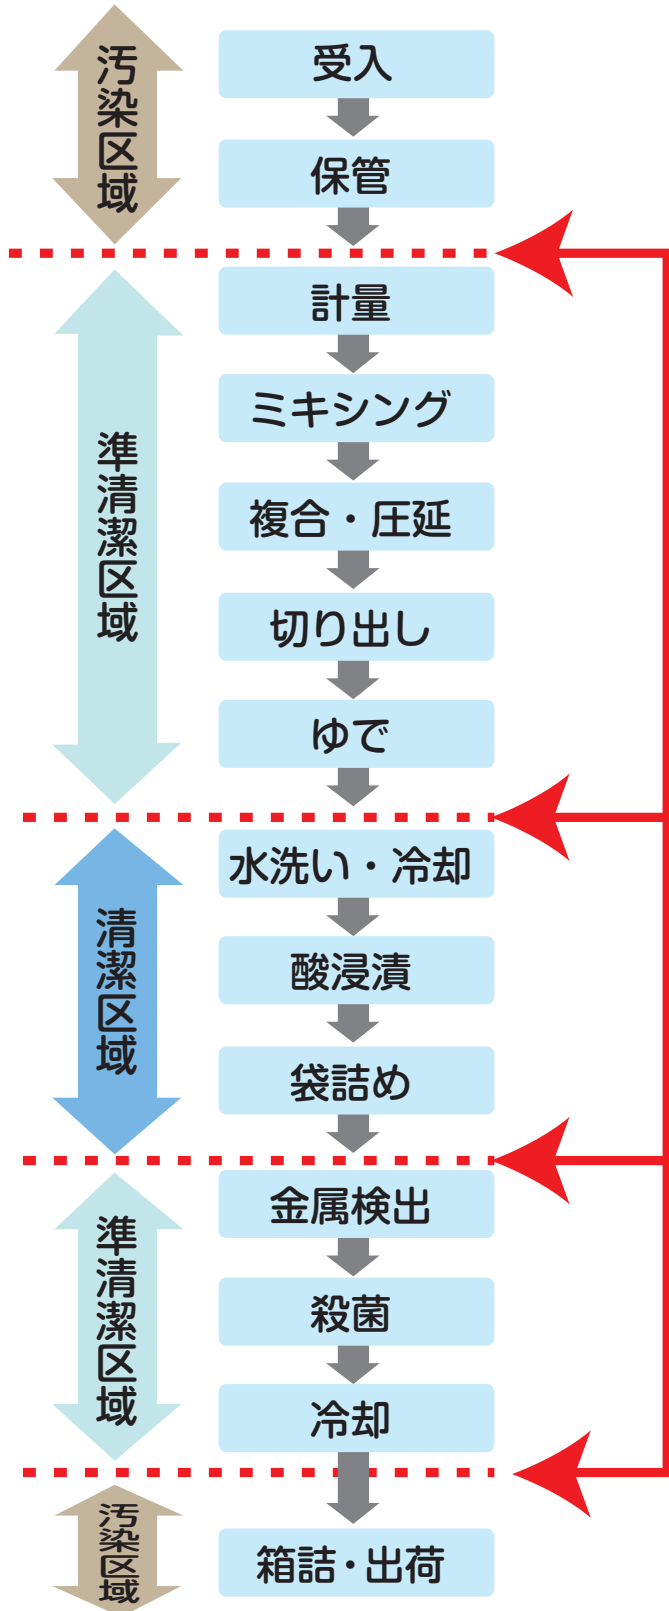 汚染区域
受入
保管
準清潔区域
計量
ミキシング
複合・圧延
切り出し
ゆで
清潔区域
水洗い・冷却
酸浸漬
袋詰め
準清潔区域
金属検出
殺菌
冷却
汚染区域
箱詰・出荷